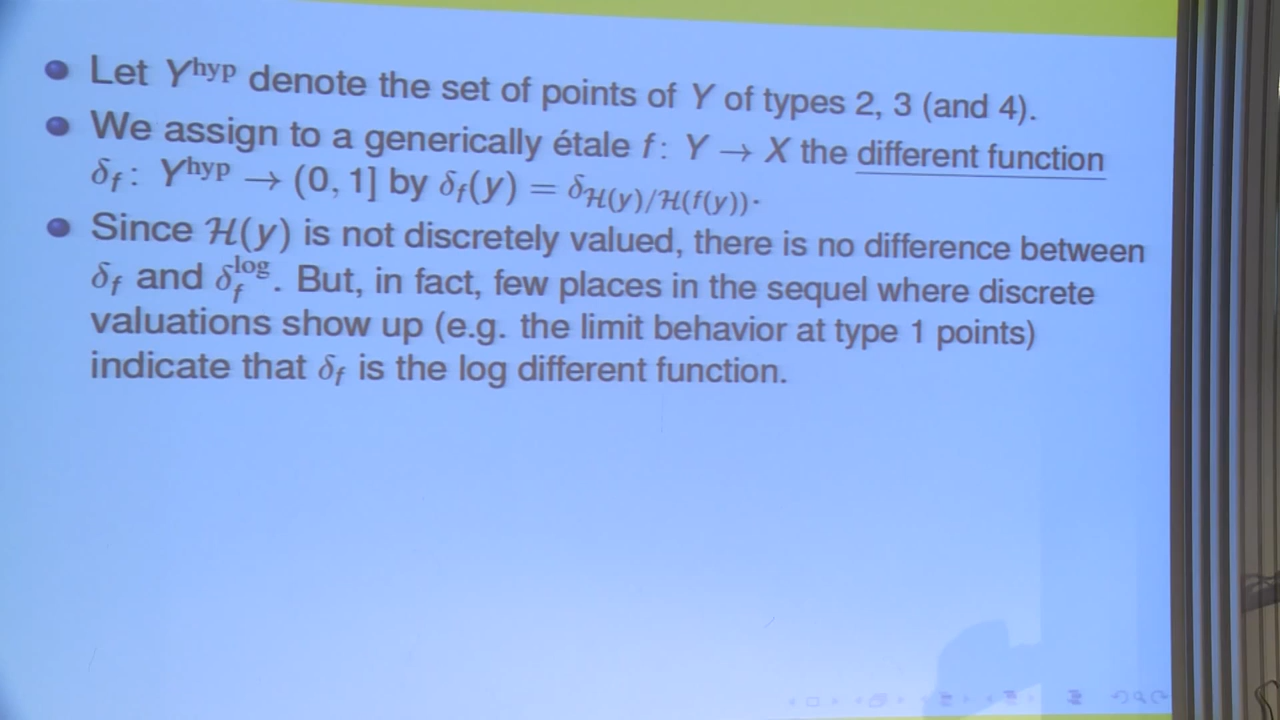 Let Y^hyp denote the set of points of Y of types 2, 3 (and 4).
We assign to a generically étale f: Y → X the different function
δ_f: Y^hyp → (0, 1] by δ_f(y) = δ_{ℋ(y)/ℋ(f(y))}.
Since ℋ(y) is not discretely valued, there is no difference between
δ_f and δ_f^log. But, in fact, few places in the sequel where discrete
valuations show up (e.g. the limit behavior at type 1 points)
indicate that δ_f is the log different function.